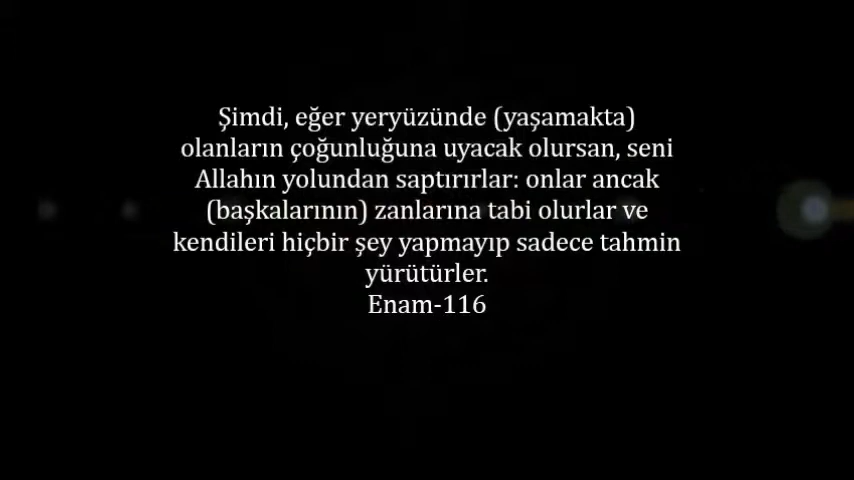 Şimdi, eğer yeryüzünde (yaşamakta)
olanların çoğunluğuna uyacak olursan, seni
Allahın yolundan saptırırlar: onlar ancak
(başkalarının) zanlarına tabi olurlar ve
kendileri hiçbir şey yapmayıp sadece tahmin
yürütürler.
Enam-116